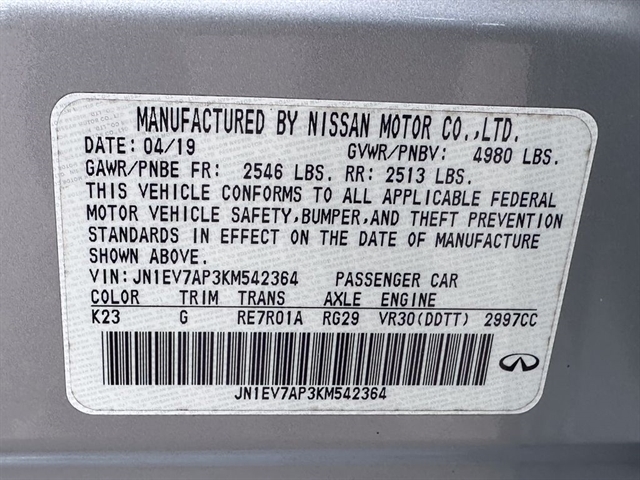 MANUFACTURED BY NISSAN MOTOR CO.,LTD.
DATE: 04/19 GVWR/PNBV: 4980 LBS.
GAWR/PNBE FR: 2546 LBS. RR: 2513 LBS.
THIS VEHICLE CONFORMS TO ALL APPLICABLE FEDERAL
MOTOR VEHICLE SAFETY,BUMPER,AND THEFT PREVENTION
STANDARDS IN EFFECT ON THE DATE OF MANUFACTURE
SHOWN ABOVE.
VIN:JN1EV7AP3KM542364 PASSENGER CAR
COLOR TRIM TRANS AXLE ENGINE
K23 G RE7R01A RG29 VR30(DDTT) 2997CC
JN1EV7AP3KM542364